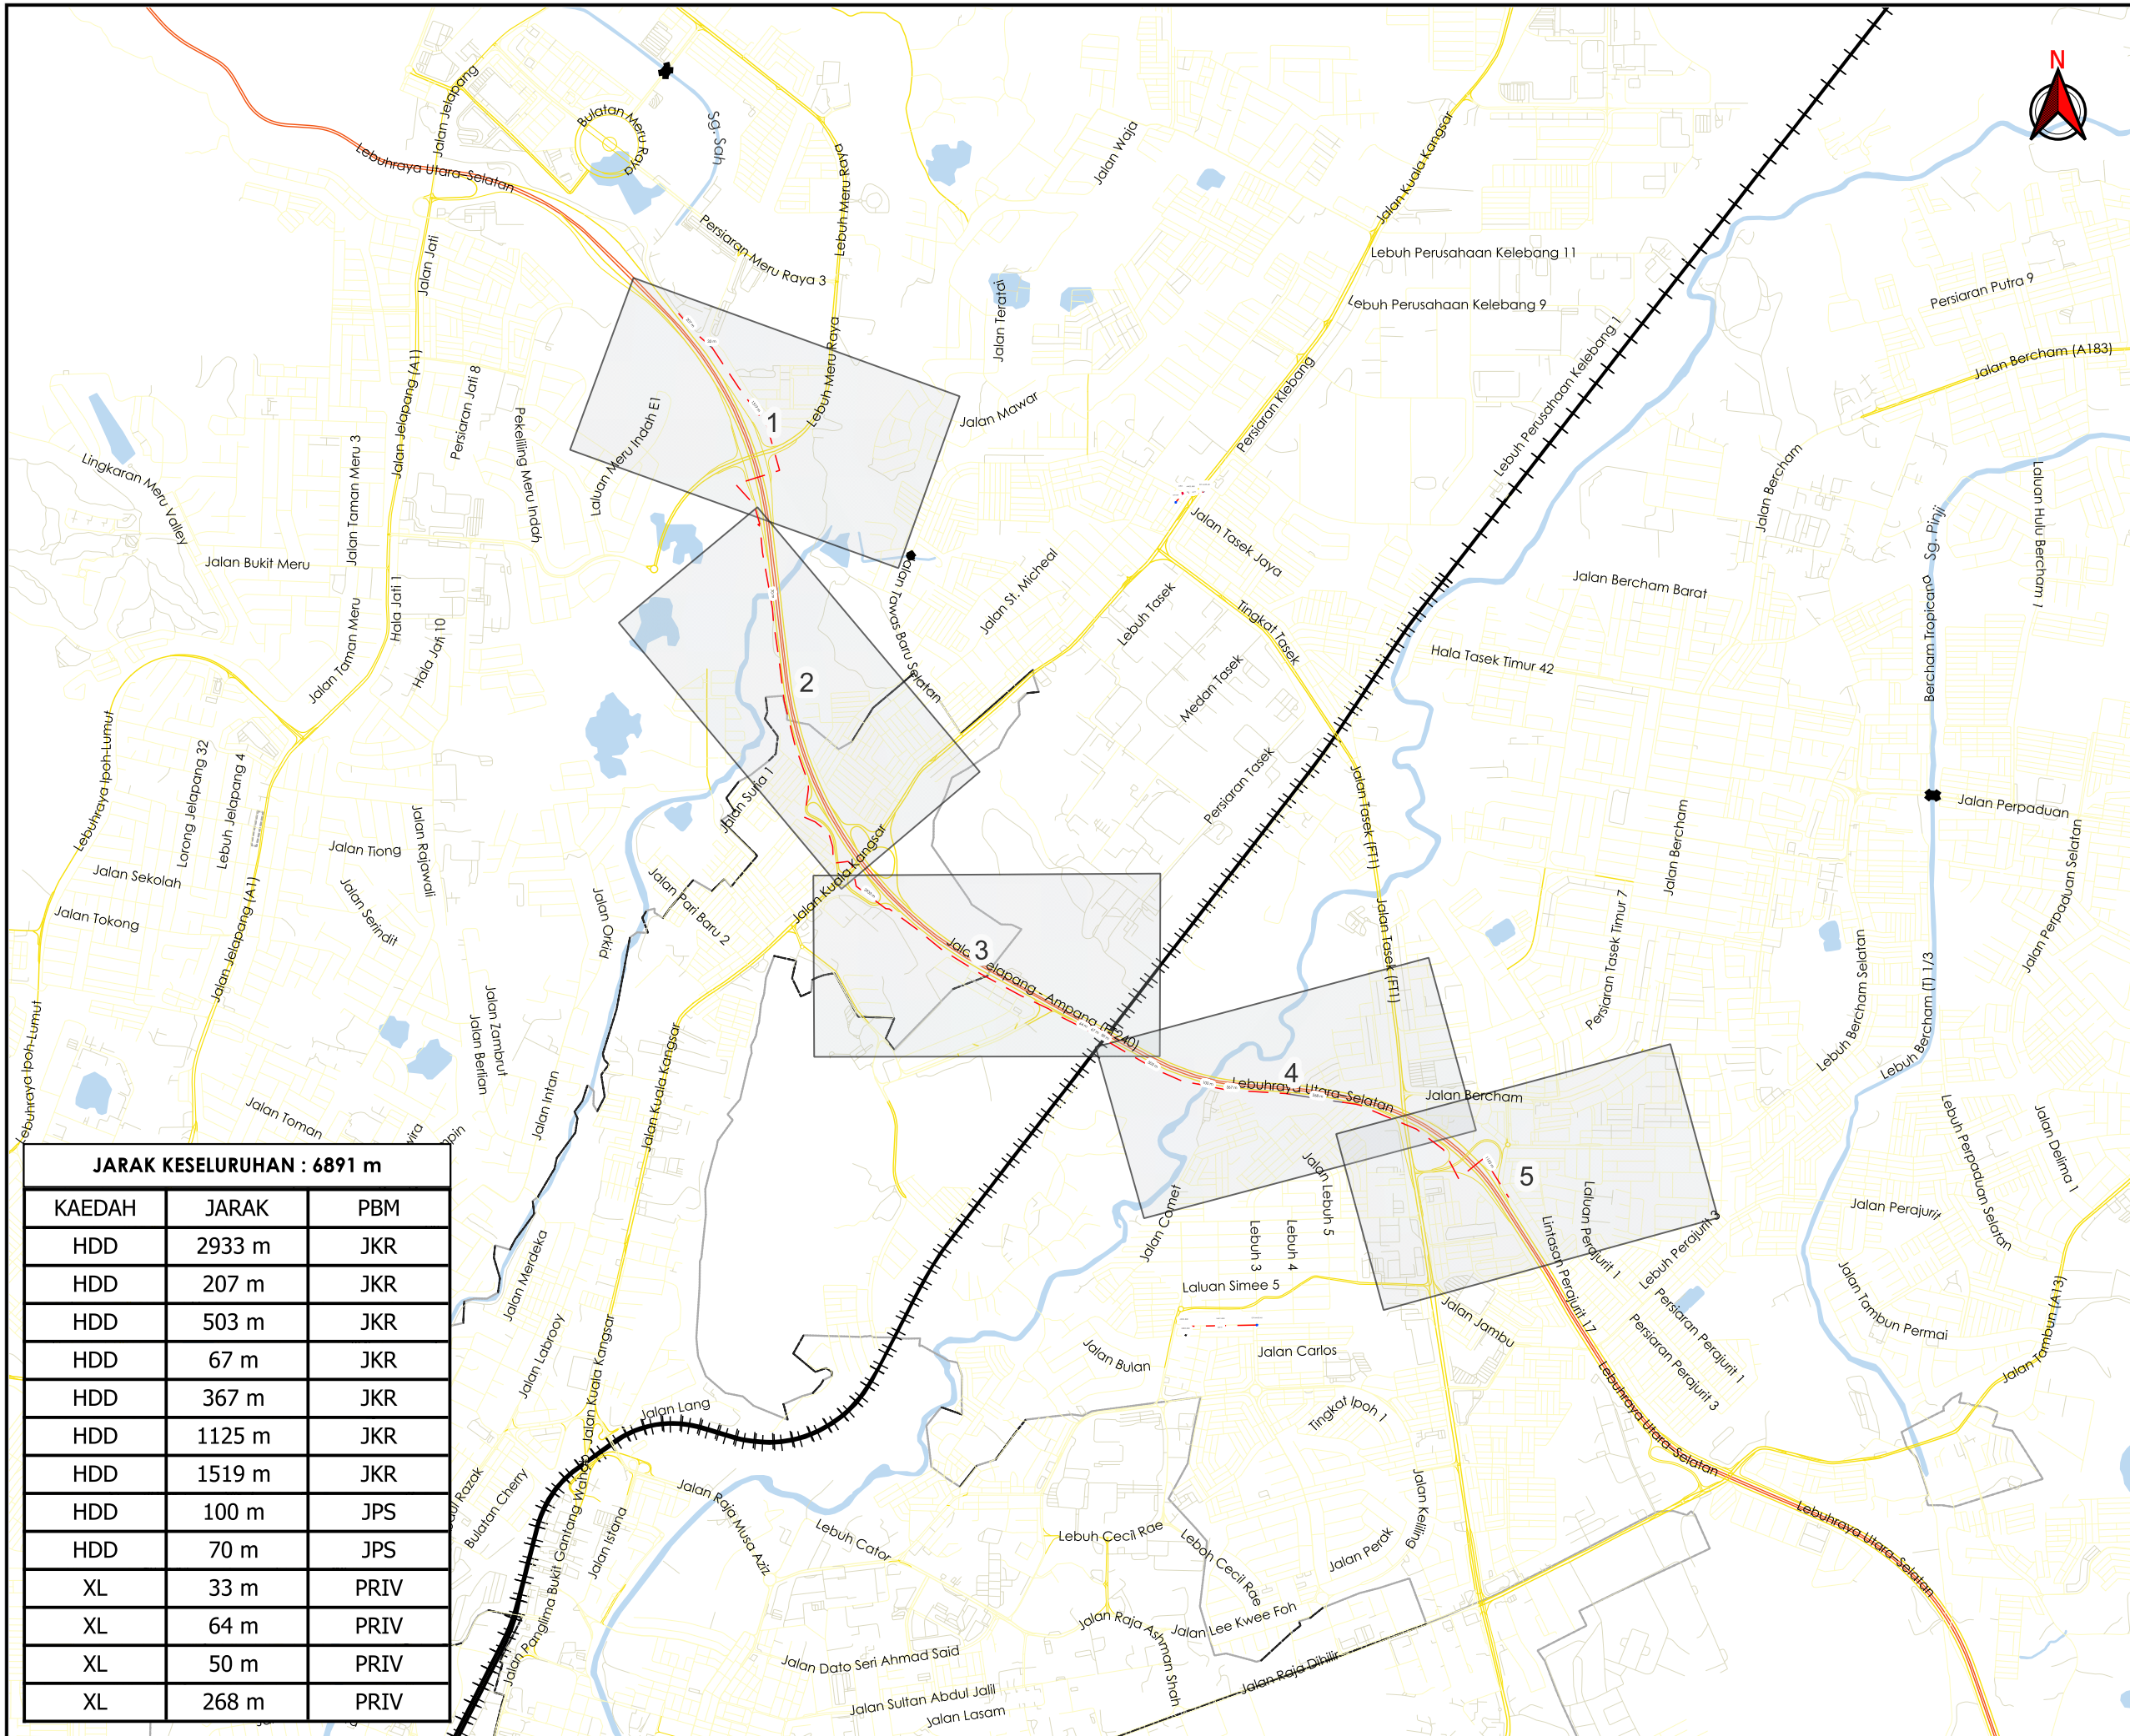 N
Jalan Jelapang
Bulatan Meru Raya
Sg. Sah
Lebuhraya Utara-Selatan
Jalan Waja
Jalan Kuala Kangsar
Lebuh Meru Raya
Jalan Jati
Persiaran Meru Raya 3
Lebuh Perusahaan Kelebang 11
Lebuh Perusahaan Kelebang 9
Persiaran Putra 9
Jalan Teratai
Lebuh Perusahaan Kelebang 1
Jalan Bercham (A183)
Jalan Jelapang (A1)
Persiaran Jati 8
Lebuh Meru Raya
Persiaran Klebang
Jalan Mawar
Laluan Meru Indah E1
Pekeliling Meru Indah
1
Jalan Taman Meru 3
Lingkaran Meru Valley
Jalan Bercham
Laluan Hulu Bercham 1
Sg. Pinji
Jalan Tasek Jaya
Jalan Bukit Meru
Jalan St. Micheal
Jalan Tawas Baru Selatan
Lebuh Tasek
Jalan Bercham Barat
Tingkat Tasek
Hala Jati 1
Hala Jati 10
Jalan Taman Meru
Bercham Tropicana
Hala Tasek Timur 42
Medan Tasek
2
Lebuhraya Ipoh-Lumut
Lorong Jelapang 32
Lebuh Jelapang 4
Persiaran Tasek
Jalan Tasek (FT1)
Jalan Sutia 1
Jalan Perpaduan
Jalan Rajawali
Jalan Tiong
Jalan Bercham
Jalan Perpaduan Selatan
Jalan Sekolah
Jalan Kuala Kangsar
Jalan Pari Baru 2
Jalan Tokong
Jalan Serindit
Jalan Orkid
Jalan Jelapang (A1)
Jalan Tasek (FT1)
Persiaran Tasek Timur 7
Lebuh Bercham Selatan
Lebuh Bercham (T) 1/3
3
Lebuhraya Ipoh-Lumut
Jalan Zambrut
Jalan Berlian
Jalan Kuala Kangsar
4
Lebuhraya Utara-Selatan
Jalan Bercham
Jalan Toman
Jalan Intan
Lebuh Perpaduan Selatan
Jalan Delima 1
5
Jalan Lebuh 5
Jalan Comet
Lebuh 3
Lebuh 4
Laluan Perajurit 1
Lintasan Perajurit 17
Lebuh Perajurit 3
Jalan Perajurit
Jalan Merdeka
Laluan Simee 5
Jalan Jambu
Persiaran Perajurit 1
Persiaran Perajurit 3
Jalan Tambun Permai
Jalan Tambun (A13)
Jalan Labrooy
Jalan Kuala Kangsar
Jalan Bulan
Jalan Carlos
Jalan Lang
Tingkat Ipoh 1
Lebuhraya Utara-Selatan
Bulatan Cherry
Jalan Panglima Bukit Gantang Wahab
Jalan Istana
Jalan Raja Musa Aziz
Lebuh Cator
Lebuh Cecil Rae
Leboh Cecil Rae
Jalan Perak
Jalan Keliling
Lebuhraya Utara-Selatan
Jalan Raja Ashman Shah
Jalan Lee Kwee Foh
Jalan Dato Seri Ahmad Said
Jalan Raja Dihilir
Jalan Sultan Abdul Jalil
Jalan Lasam
JARAK KESELURUHAN : 6891 m
KAEDAH JARAK PBM
HDD 2933 m JKR
HDD 207 m JKR
HDD 503 m JKR
HDD 67 m JKR
HDD 367 m JKR
HDD 1125 m JKR
HDD 1519 m JKR
HDD 100 m JPS
HDD 70 m JPS
XL 33 m PRIV
XL 64 m PRIV
XL 50 m PRIV
XL 268 m PRIV